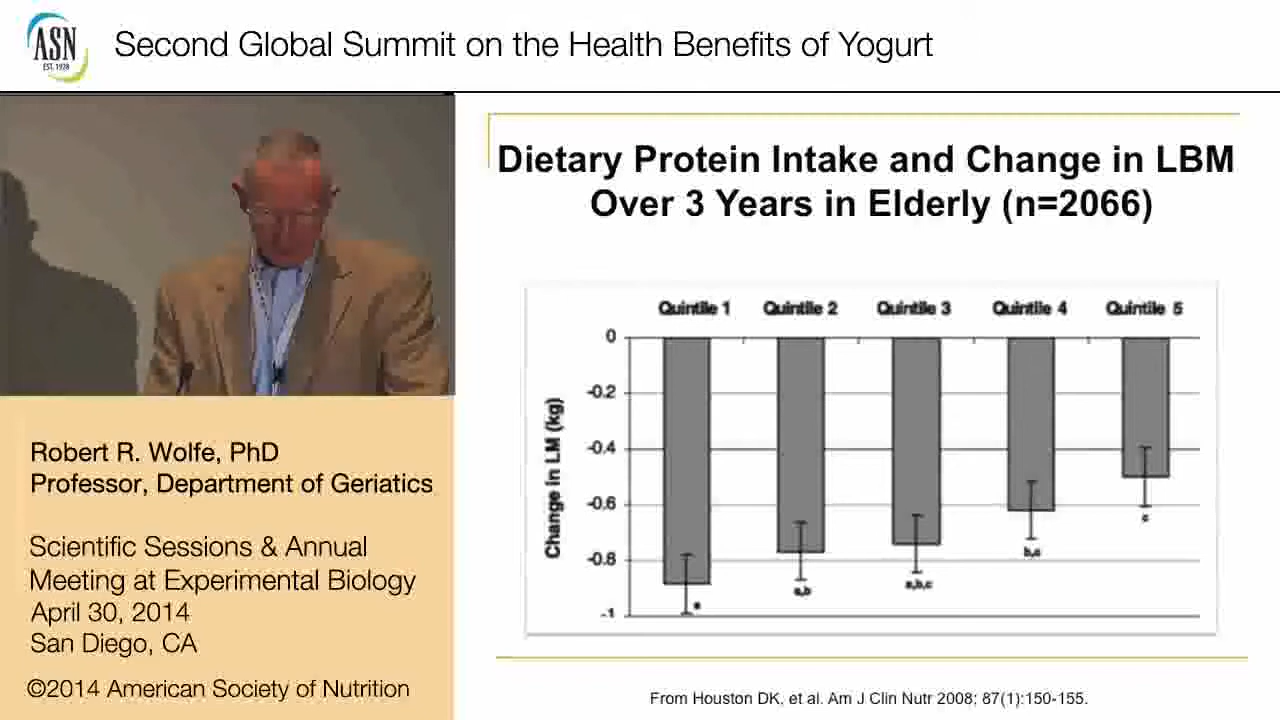 ASN
EST. 1928
Second Global Summit on the Health Benefits of Yogurt
Robert R. Wolfe, PhD
Professor, Department of Geriatics
Scientific Sessions & Annual
Meeting at Experimental Biology
April 30, 2014
San Diego, CA
©2014 American Society of Nutrition
Dietary Protein Intake and Change in LBM
Over 3 Years in Elderly (n=2066)
Quintile 1 Quintile 2 Quintile 3 Quintile 4 Quintile 5
Change in LM (kg)
0
-0.2
-0.4
-0.6
-0.8
-1
a
a,b
a,b,c
b,c
c
From Houston DK, et al. Am J Clin Nutr 2008; 87(1):150-155.